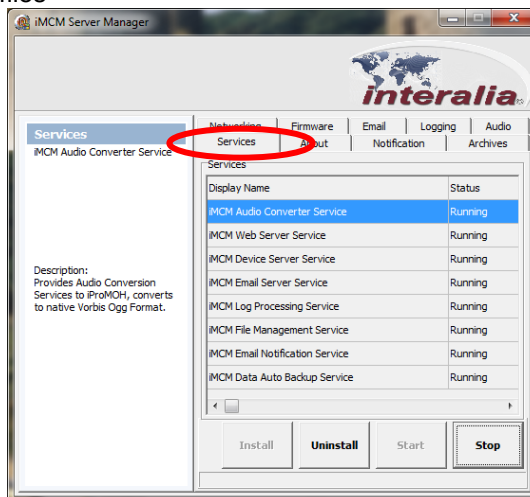 iMCM Server Manager
interalia
Networking Firmware Email Logging Audio
Services About Notification Archives
Services
iMCM Audio Converter Service
Description:
Provides Audio Conversion
Services to iProMOH, converts
to native Vorbis Ogg Format.
Services
Display Name Status
iMCM Audio Converter Service Running
iMCM Web Server Service Running
iMCM Device Server Service Running
iMCM Email Server Service Running
iMCM Log Processing Service Running
iMCM File Management Service Running
iMCM Email Notification Service Running
iMCM Data Auto Backup Service Running
Install Uninstall Start Stop